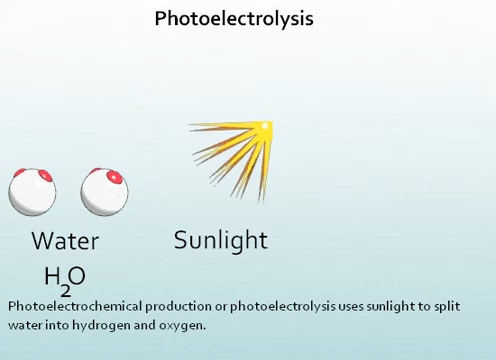 Photoelectrolysis
Water
Sunlight
H2O
Photoelectrochemical production or photoelectrolysis uses sunlight to split
water into hydrogen and oxygen.